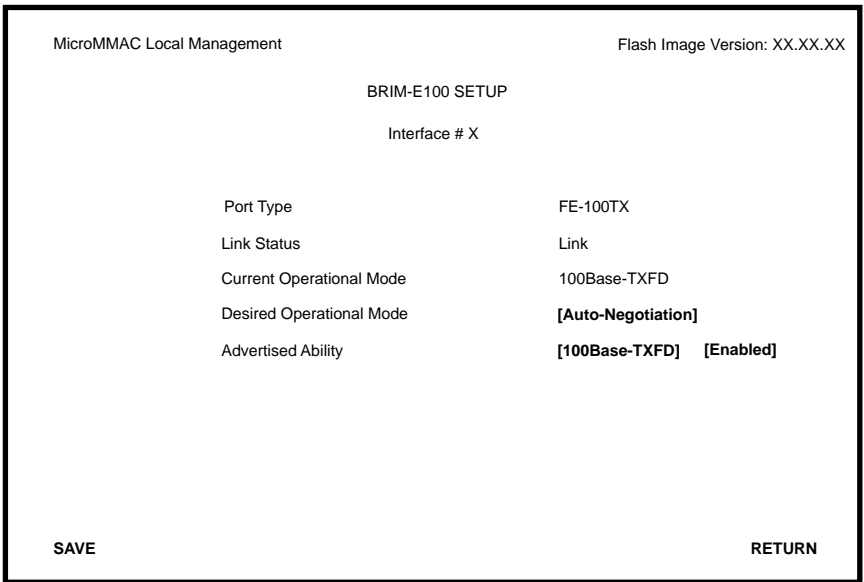 MicroMMAC Local Management Flash Image Version: XX.XX.XX
BRIM-E100 SETUP
Interface # X
Port Type FE-100TX
Link Status Link
Current Operational Mode 100Base-TXFD
Desired Operational Mode [Auto-Negotiation]
Advertised Ability [100Base-TXFD] [Enabled]
SAVE RETURN